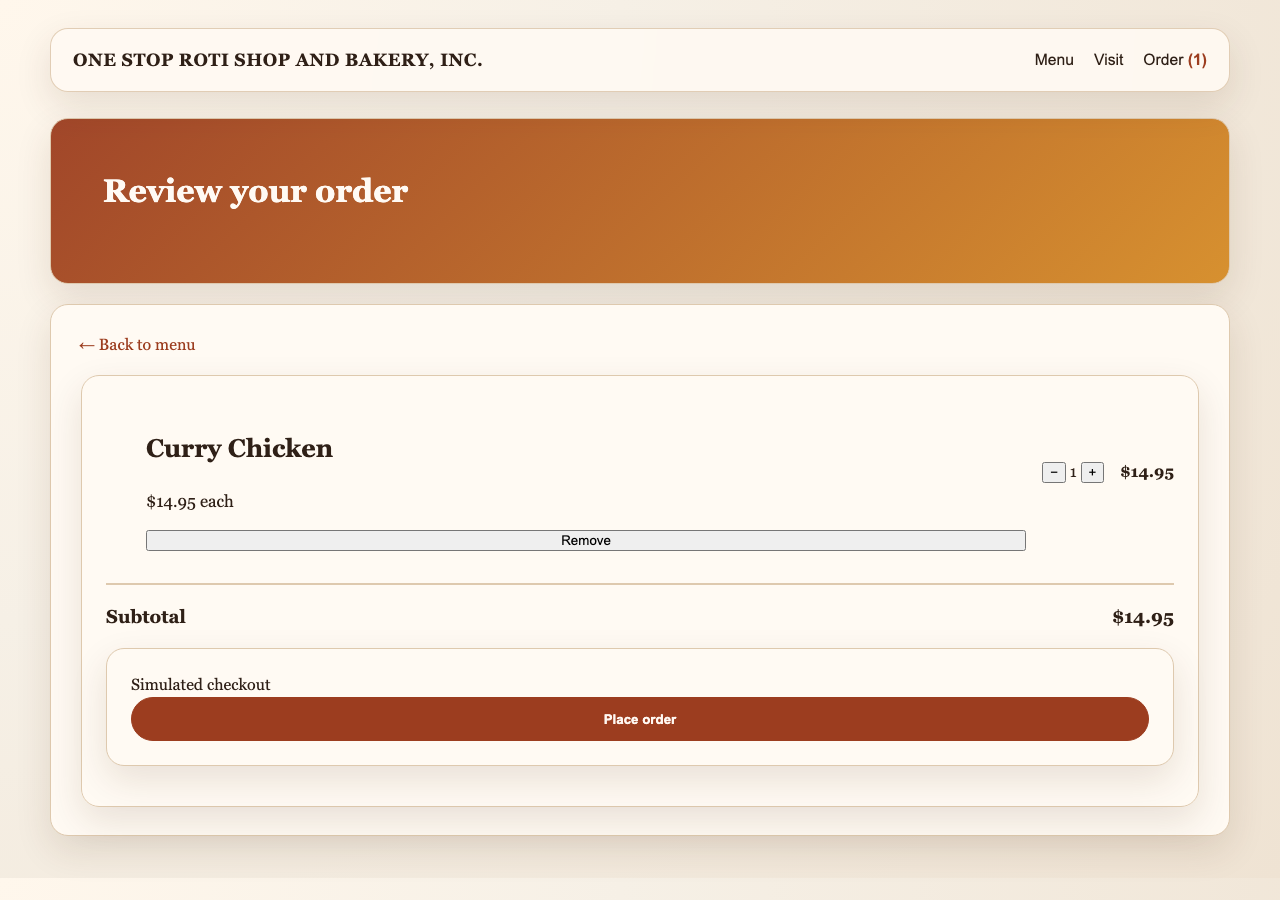 ONE STOP ROTI SHOP AND BAKERY, INC.
Menu Visit Order (1)
Review your order
← Back to menu
Curry Chicken
$14.95 each
− 1 + $14.95
Remove
Subtotal $14.95
Simulated checkout
Place order